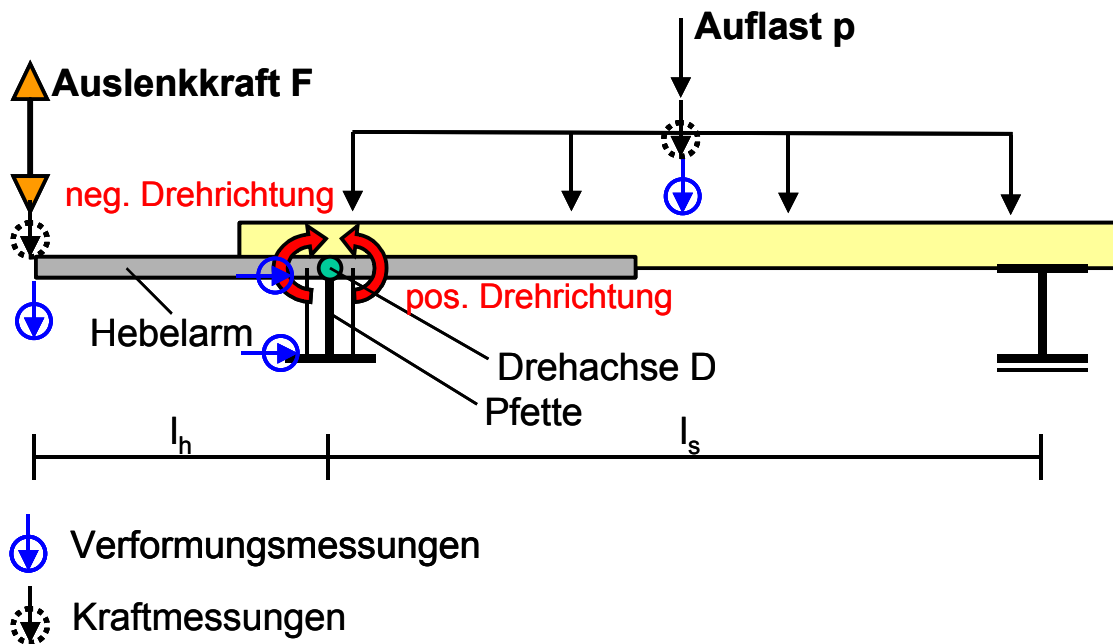 Auflast p
Auslenkkraft F
neg. Drehrichtung
pos. Drehrichtung
Hebelarm
Drehachse D
Pfette
lh
ls
Verformungsmessungen
Kraftmessungen